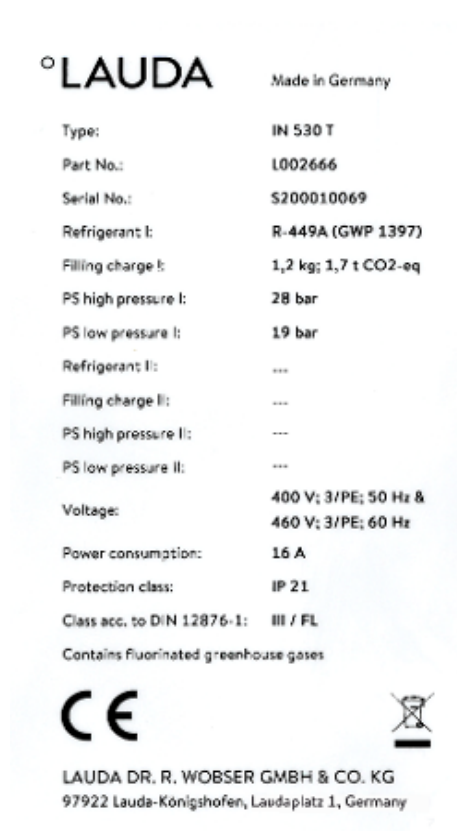 °LAUDA Made in Germany
Type: IN 530 T
Part No.: L002666
Serial No.: S200010069
Refrigerant I: R-449A (GWP 1397)
Filling charge I: 1,2 kg; 1,7 t CO2-eq
PS high pressure I: 28 bar
PS low pressure I: 19 bar
Refrigerant II: ---
Filling charge II: ---
PS high pressure II: ---
PS low pressure II: ---
Voltage: 400 V; 3/PE; 50 Hz &
460 V; 3/PE; 60 Hz
Power consumption: 16 A
Protection class: IP 21
Class acc. to DIN 12876-1: III / FL
Contains fluorinated greenhouse gases
CE
LAUDA DR. R. WOBSER GMBH & CO. KG
97922 Lauda-Königshofen, Laudaplatz 1, Germany